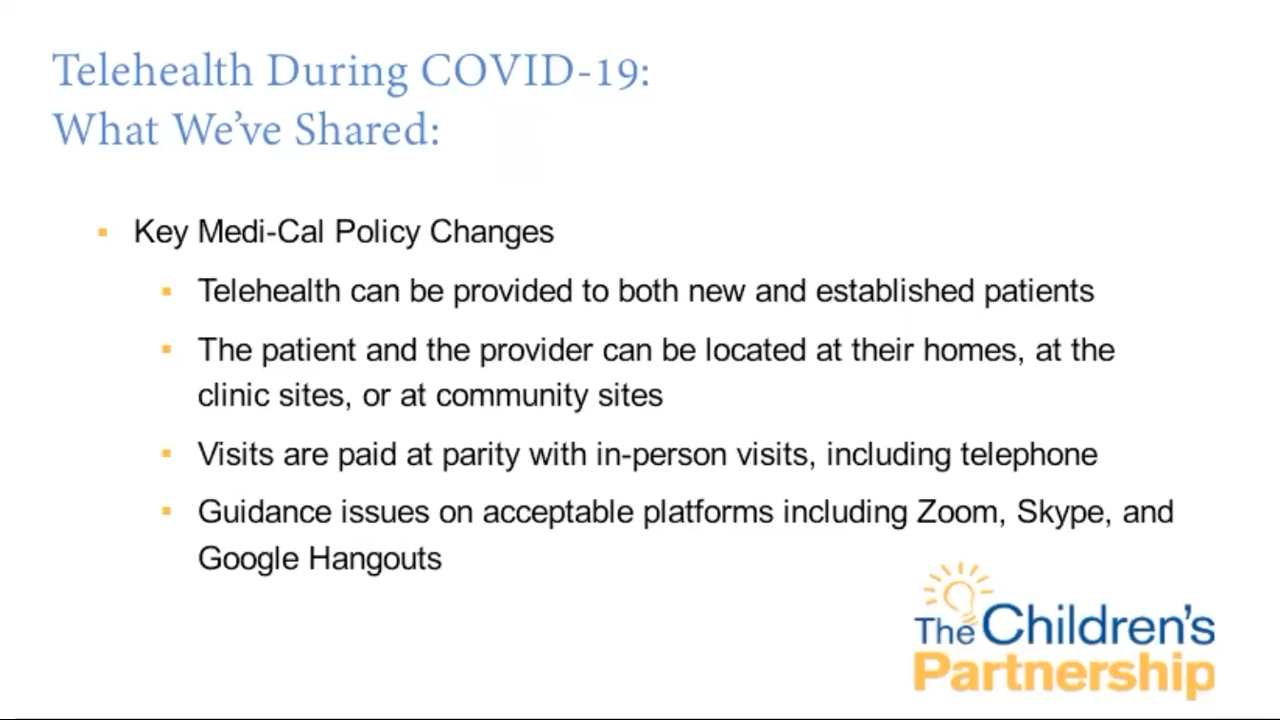 Telehealth During COVID-19:
What We've Shared:
Key Medi-Cal Policy Changes
Telehealth can be provided to both new and established patients
The patient and the provider can be located at their homes, at the
clinic sites, or at community sites
Visits are paid at parity with in-person visits, including telephone
Guidance issues on acceptable platforms including Zoom, Skype, and
Google Hangouts
The Children's
Partnership